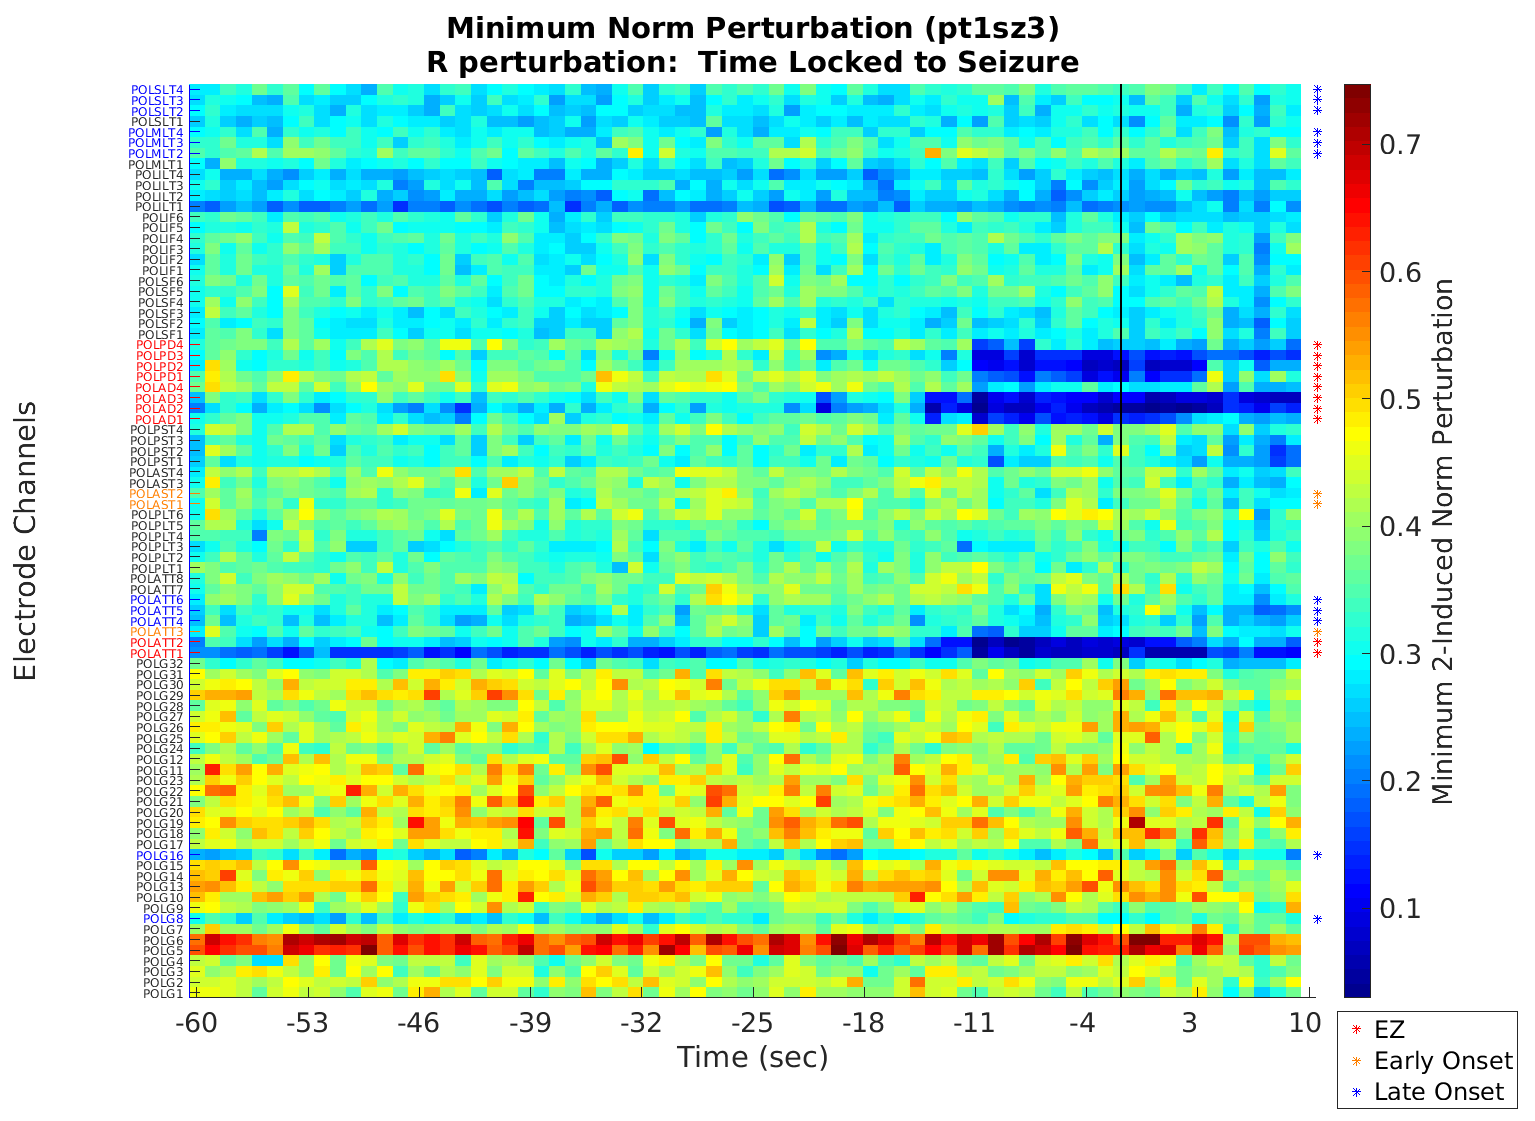 Minimum Norm Perturbation (pt1sz3)
R perturbation:  Time Locked to Seizure
Electrode Channels
POLSLT4
POLSLT3
POLSLT2
POLSLT1
POLMLT4
POLMLT3
POLMLT2
POLMLT1
POLILT4
POLILT3
POLILT2
POLILT1
POLIF6
POLIF5
POLIF4
POLIF3
POLIF2
POLIF1
POLSF6
POLSF5
POLSF4
POLSF3
POLSF2
POLSF1
POLPD4
POLPD3
POLPD2
POLPD1
POLAD4
POLAD3
POLAD2
POLAD1
POLPST4
POLPST3
POLPST2
POLPST1
POLAST4
POLAST3
POLAST2
POLAST1
POLPLT6
POLPLT5
POLPLT4
POLPLT3
POLPLT2
POLPLT1
POLATT8
POLATT7
POLATT6
POLATT5
POLATT4
POLATT3
POLATT2
POLATT1
POLG32
POLG31
POLG30
POLG29
POLG28
POLG27
POLG26
POLG25
POLG24
POLG12
POLG11
POLG23
POLG22
POLG21
POLG20
POLG19
POLG18
POLG17
POLG16
POLG15
POLG14
POLG13
POLG10
POLG9
POLG8
POLG7
POLG6
POLG5
POLG4
POLG3
POLG2
POLG1
-60 -53 -46 -39 -32 -25 -18 -11 -4 3 10
Time (sec)
0.7
0.6
0.5
0.4
0.3
0.2
0.1
Minimum 2-Induced Norm Perturbation
EZ
Early Onset
Late Onset